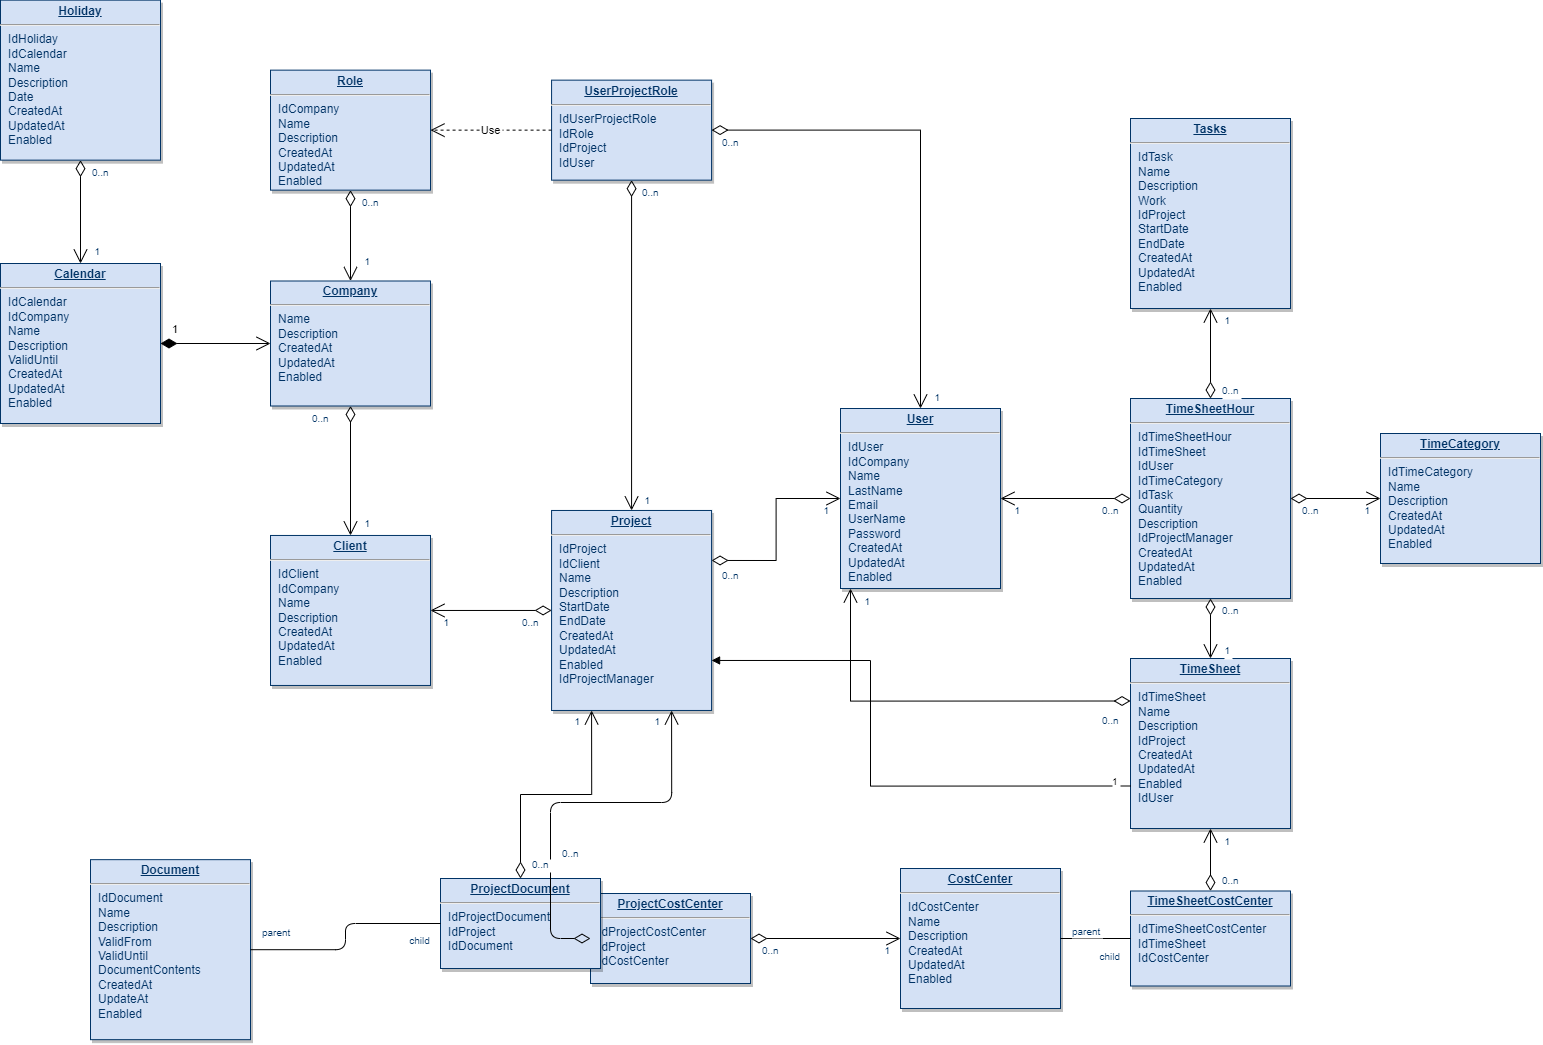 Holiday
IdHoliday
IdCalendar
Name
Description
Date
CreatedAt
UpdatedAt
Enabled
0..n
1
Calendar
IdCalendar
IdCompany
Name
Description
ValidUntil
CreatedAt
UpdatedAt
Enabled
1
Role
IdCompany
Name
Description
CreatedAt
UpdatedAt
Enabled
0..n
1
Company
Name
Description
CreatedAt
UpdatedAt
Enabled
0..n
1
Client
IdClient
IdCompany
Name
Description
CreatedAt
UpdatedAt
Enabled
1
0..n
Use
UserProjectRole
IdUserProjectRole
IdRole
IdProject
IdUser
0..n
0..n
1
1
Project
IdProject
IdClient
Name
Description
StartDate
EndDate
CreatedAt
UpdatedAt
Enabled
IdProjectManager
0..n
1
1
1
User
IdUser
IdCompany
Name
LastName
Email
UserName
Password
CreatedAt
UpdatedAt
Enabled
1
1
0..n
Tasks
IdTask
Name
Description
Work
IdProject
StartDate
EndDate
CreatedAt
UpdatedAt
Enabled
1
0..n
TimeSheetHour
IdTimeSheetHour
IdTimeSheet
IdUser
IdTimeCategory
IdTask
Quantity
Description
IdProjectManager
CreatedAt
UpdatedAt
Enabled
0..n
1
TimeCategory
IdTimeCategory
Name
Description
CreatedAt
UpdatedAt
Enabled
0..n
1
TimeSheet
IdTimeSheet
Name
Description
IdProject
CreatedAt
UpdatedAt
Enabled
IdUser
0..n
1
1
0..n
Document
IdDocument
Name
Description
ValidFrom
ValidUntil
DocumentContents
CreatedAt
UpdateAt
Enabled
parent
child
0..n
0..n
ProjectDocument
IdProjectDocument
IdProject
IdDocument
ProjectCostCenter
dProjectCostCenter
dProject
dCostCenter
0..n
1
CostCenter
IdCostCenter
Name
Description
CreatedAt
UpdatedAt
Enabled
parent
child
TimeSheetCostCenter
IdTimeSheetCostCenter
IdTimeSheet
IdCostCenter